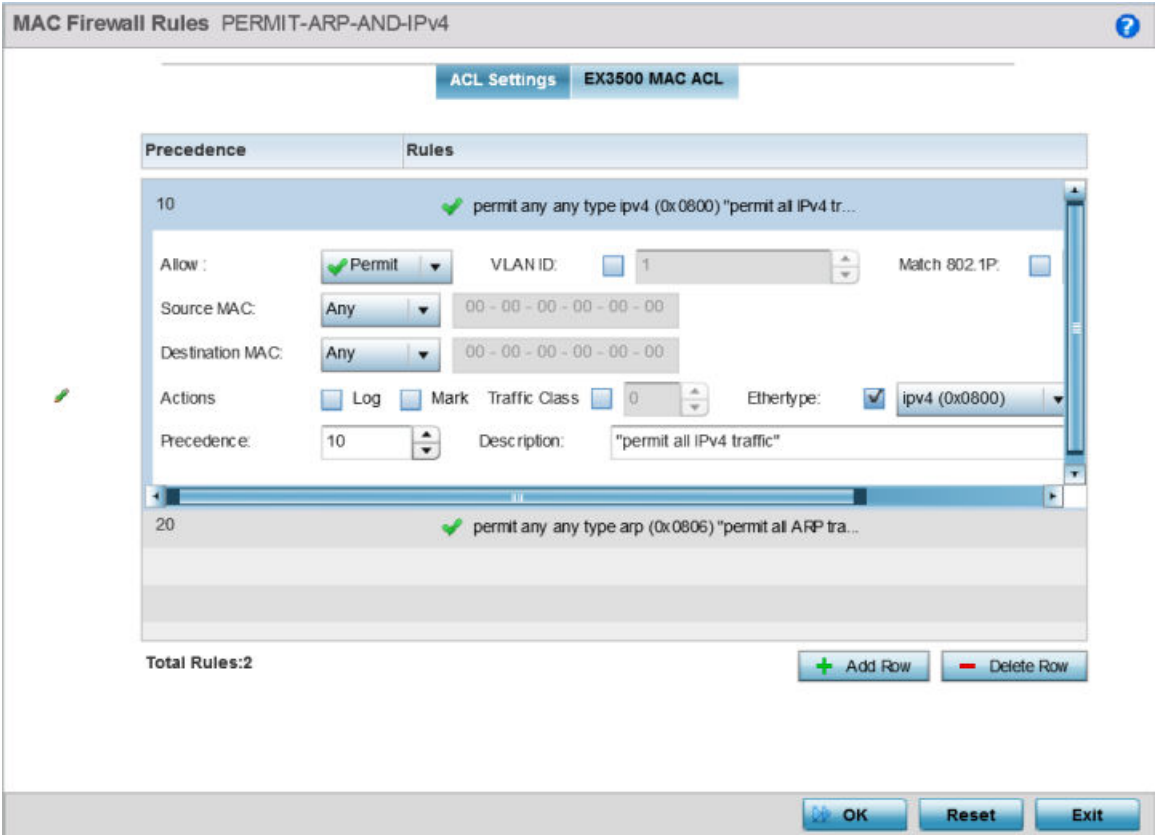 MAC Firewall Rules PERMIT-ARP-AND-IPv4 ?
ACL Settings EX3500 MAC ACL
Precedence Rules
10 permit any any type ipv4 (0x0800) "permit all IPv4 tr...
Allow : Permit VLAN ID: 1 Match 802.1P:
Source MAC: Any 00 - 00 - 00 - 00 - 00 - 00
Destination MAC: Any 00 - 00 - 00 - 00 - 00 - 00
Actions Log Mark Traffic Class 0 Ethertype: ipv4 (0x0800)
Precedence: 10 Description: "permit all IPv4 traffic"
20 permit any any type arp (0x0806) "permit all ARP tra...
Total Rules:2 Add Row Delete Row
OK Reset Exit